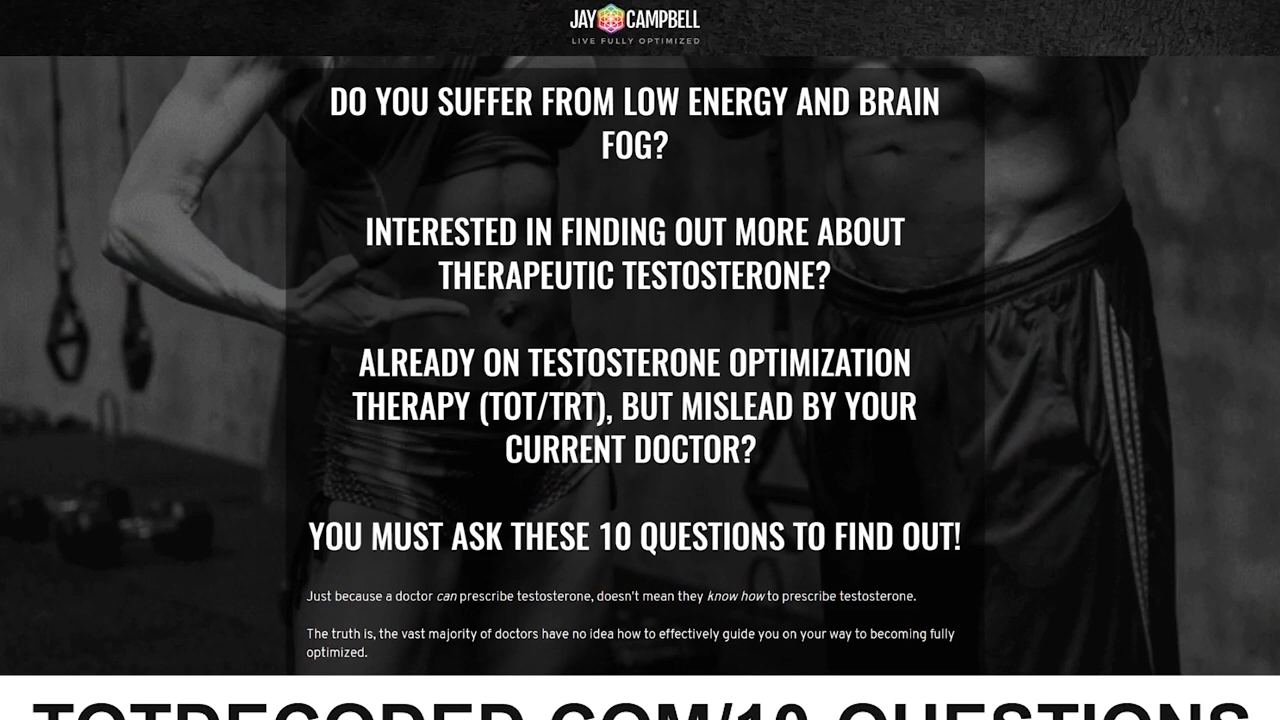 JAY CAMPBELL
LIVE FULLY OPTIMIZED
DO YOU SUFFER FROM LOW ENERGY AND BRAIN
FOG?
INTERESTED IN FINDING OUT MORE ABOUT
THERAPEUTIC TESTOSTERONE?
ALREADY ON TESTOSTERONE OPTIMIZATION
THERAPY (TOT/TRT), BUT MISLEAD BY YOUR
CURRENT DOCTOR?
YOU MUST ASK THESE 10 QUESTIONS TO FIND OUT!
Just because a doctor can prescribe testosterone, doesn't mean they know how to prescribe testosterone.
The truth is, the vast majority of doctors have no idea how to effectively guide you on your way to becoming fully
optimized.
TOTDECODED.COM/10-QUESTIONS